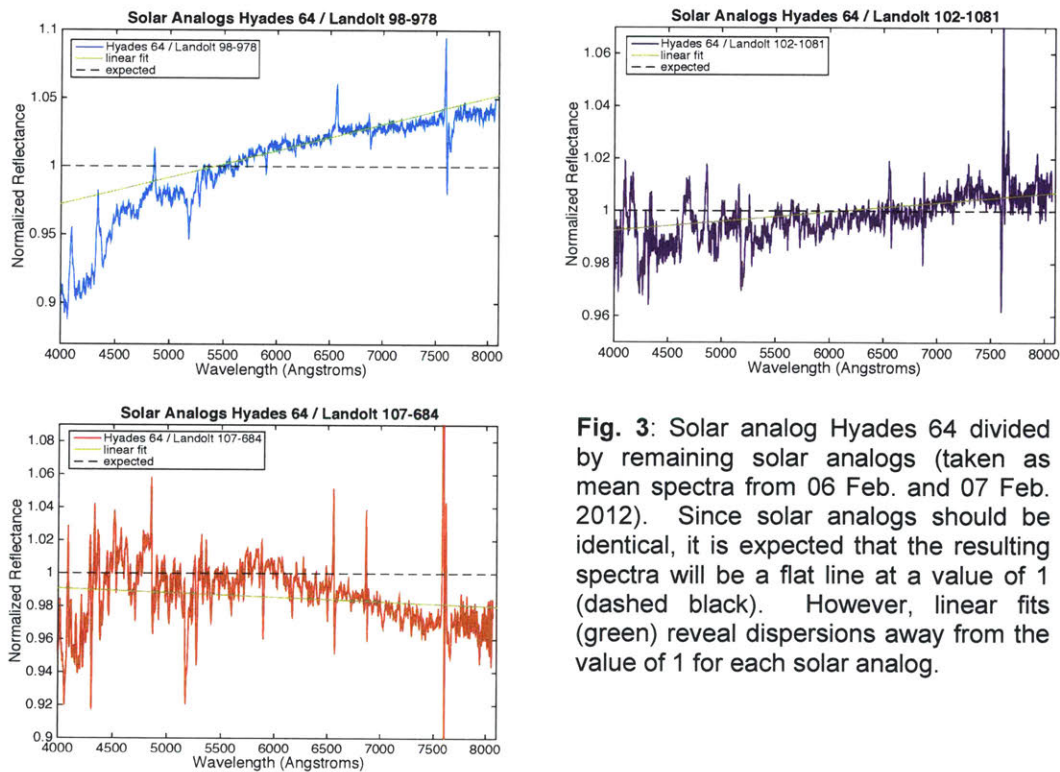 Solar Analogs Hyades 64 / Landolt 98-978
1.1
1.05
1
0.95
0.9
Normalized Reflectance
Hyades 64 / Landolt 98-978
linear fit
expected
4000 4500 5000 5500 6000 6500 7000 7500 8000
Wavelength (Angstroms)
Solar Analogs Hyades 64 / Landolt 102-1081
1.06
1.04
1.02
1
0.98
0.96
Normalized Reflectance
Hyades 64 / Landolt 102-1081
linear fit
expected
4000 4500 5000 5500 6000 6500 7000 7500 8000
Wavelength (Angstroms)
Solar Analogs Hyades 64 / Landolt 107-684
1.08
1.06
1.04
1.02
1
0.98
0.96
0.94
0.92
0.9
Normalized Reflectance
Hyades 64 / Landolt 107-684
linear fit
expected
4000 4500 5000 5500 6000 6500 7000 7500 8000
Wavelength (Angstroms)
Fig. 3: Solar analog Hyades 64 divided
by remaining solar analogs (taken as
mean spectra from 06 Feb. and 07 Feb.
2012). Since solar analogs should be
identical, it is expected that the resulting
spectra will be a flat line at a value of 1
(dashed black). However, linear fits
(green) reveal dispersions away from the
value of 1 for each solar analog.